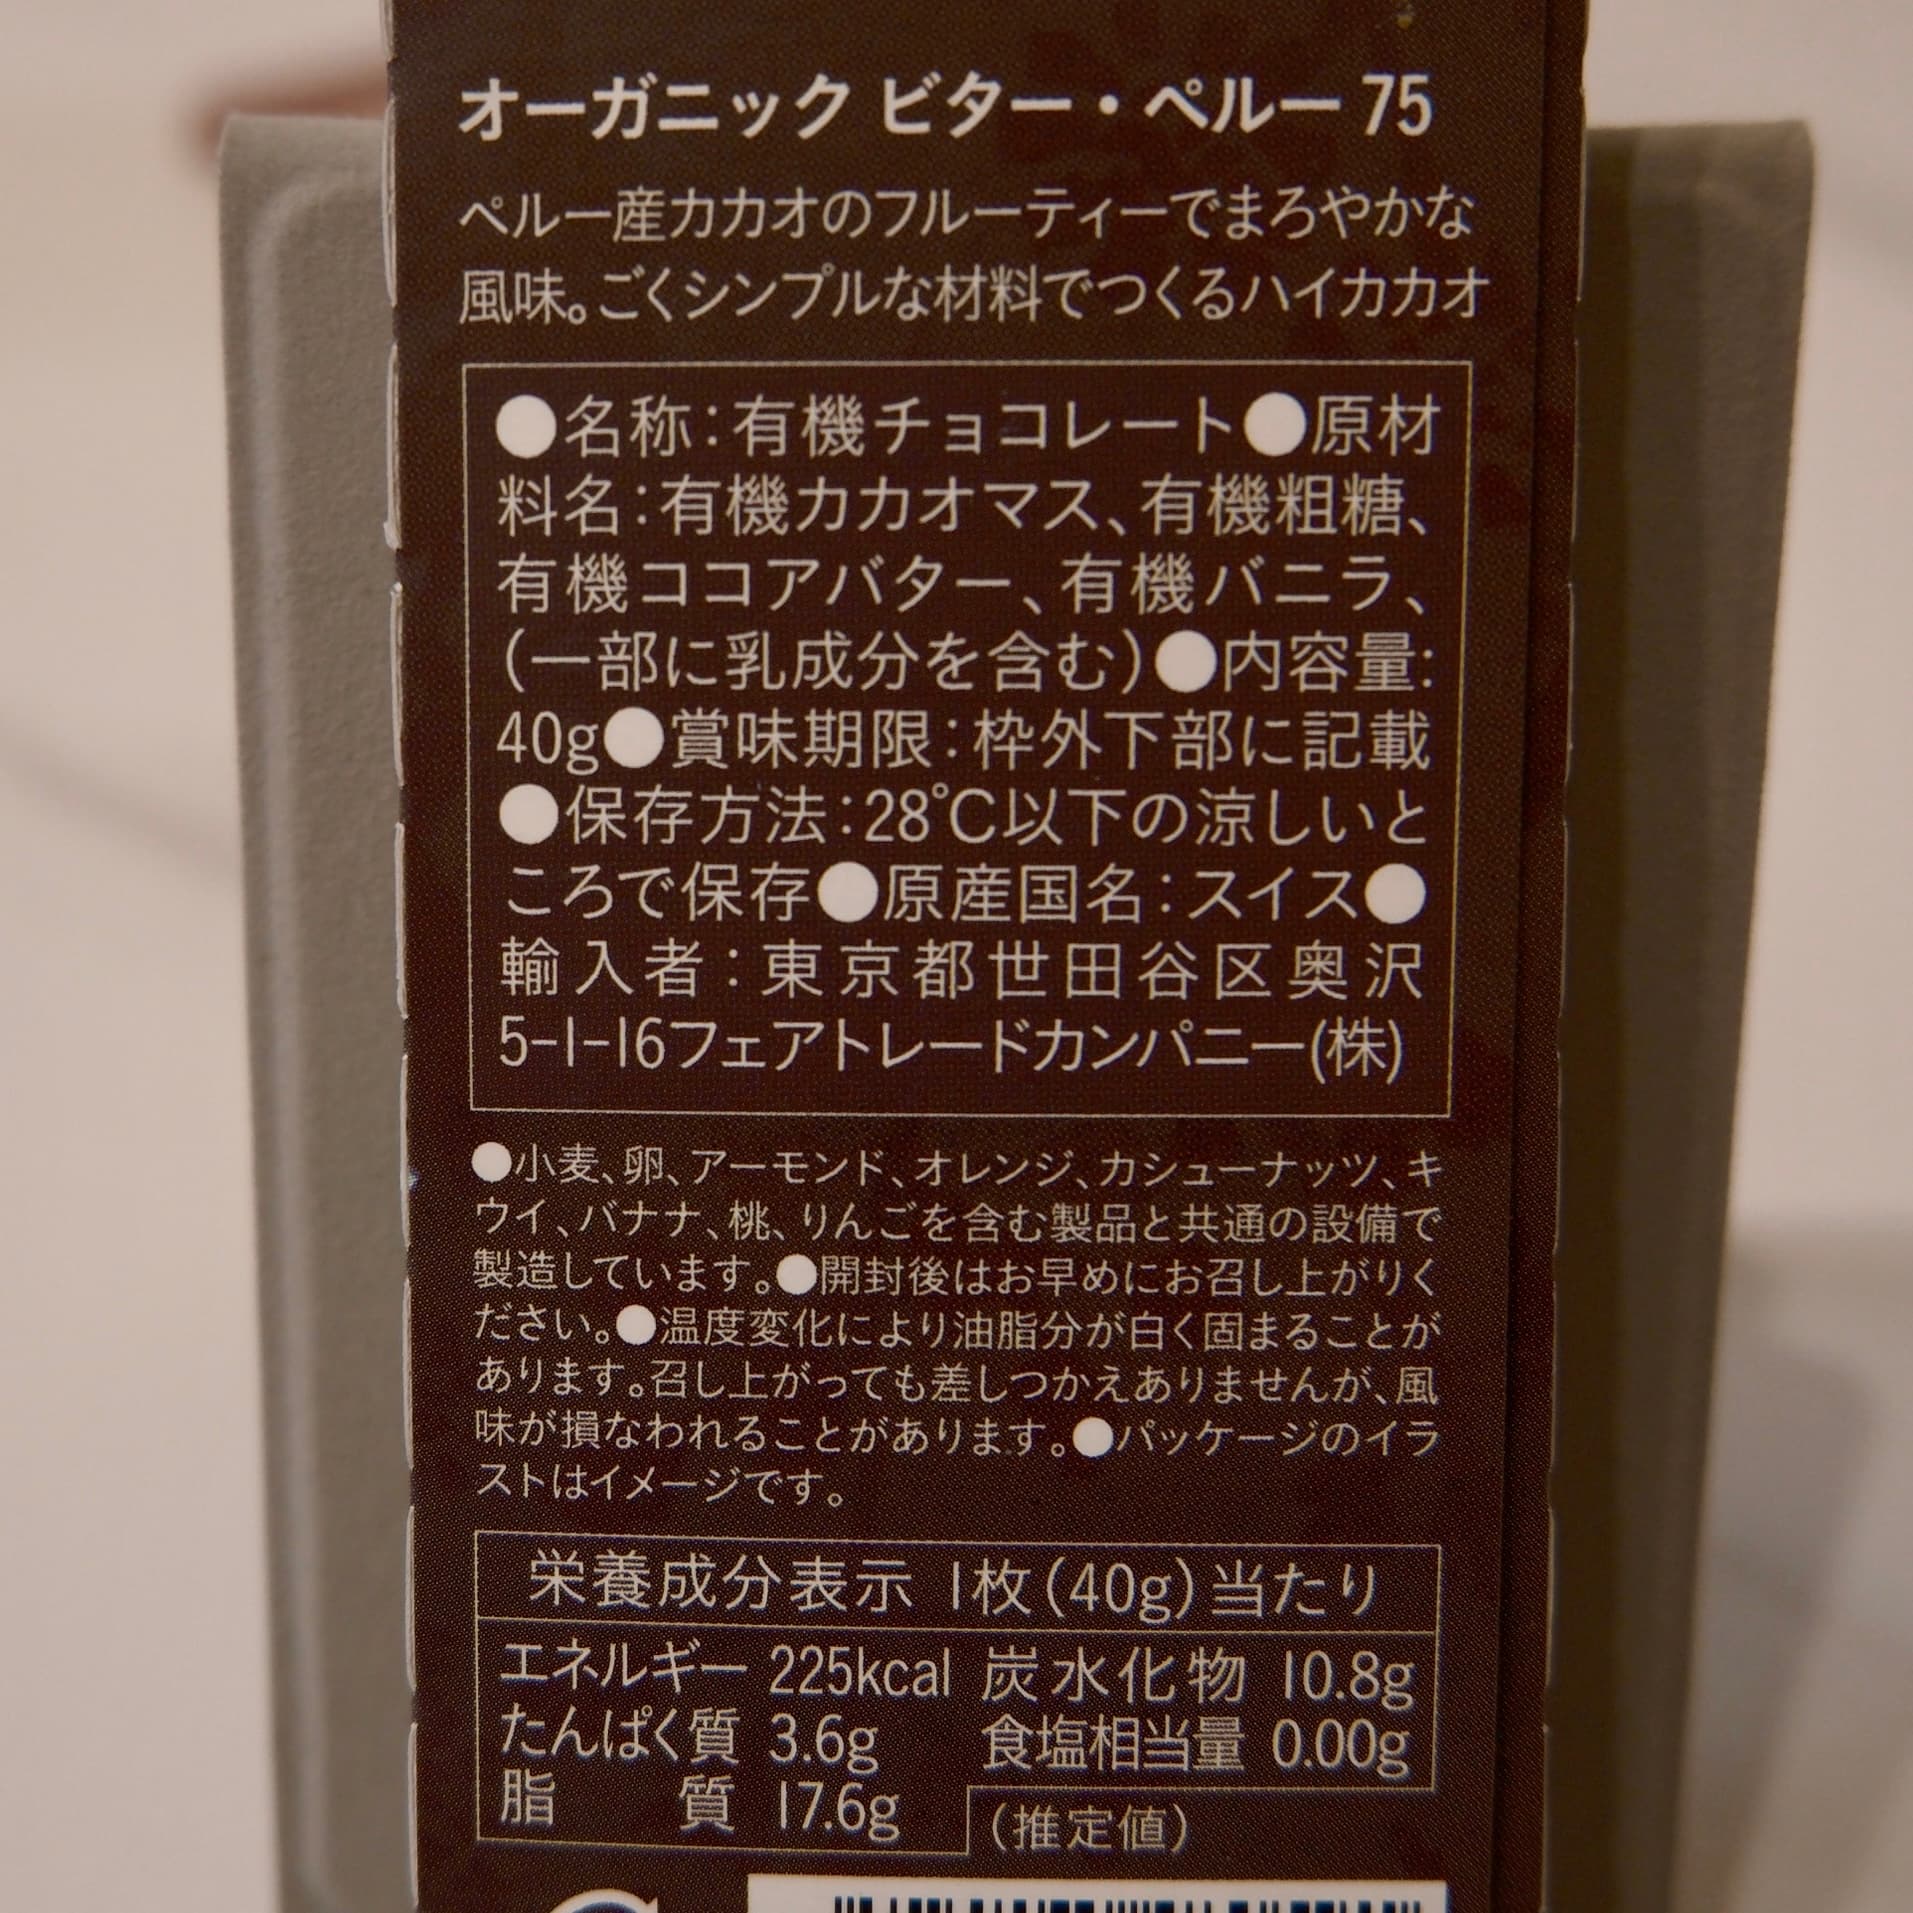 オーガニック ビター・ペルー 75
ペルー産カカオのフルーティーでまろやかな
風味。ごくシンプルな材料でつくるハイカカオ
●名称:有機チョコレート●原材
料名:有機カカオマス、有機粗糖、
有機ココアバター、有機バニラ、
(一部に乳成分を含む)●内容量:
40g●賞味期限:枠外下部に記載
●保存方法:28℃以下の涼しいと
ころで保存●原産国名:スイス●
輸入者:東京都世田谷区奥沢
5-1-16フェアトレードカンパニー(株)
●小麦、卵、アーモンド、オレンジ、カシューナッツ、キ
ウイ、バナナ、桃、りんごを含む製品と共通の設備で
製造しています。●開封後はお早めにお召し上がりく
ださい。●温度変化により油脂分が白く固まることが
あります。召し上がっても差しつかえありませんが、風
味が損なわれることがあります。●パッケージのイラ
ストはイメージです。
栄養成分表示 1枚(40g)当たり
エネルギー 225kcal 炭水化物 10.8g
たんぱく質 3.6g 食塩相当量 0.00g
脂質 17.6g (推定値)